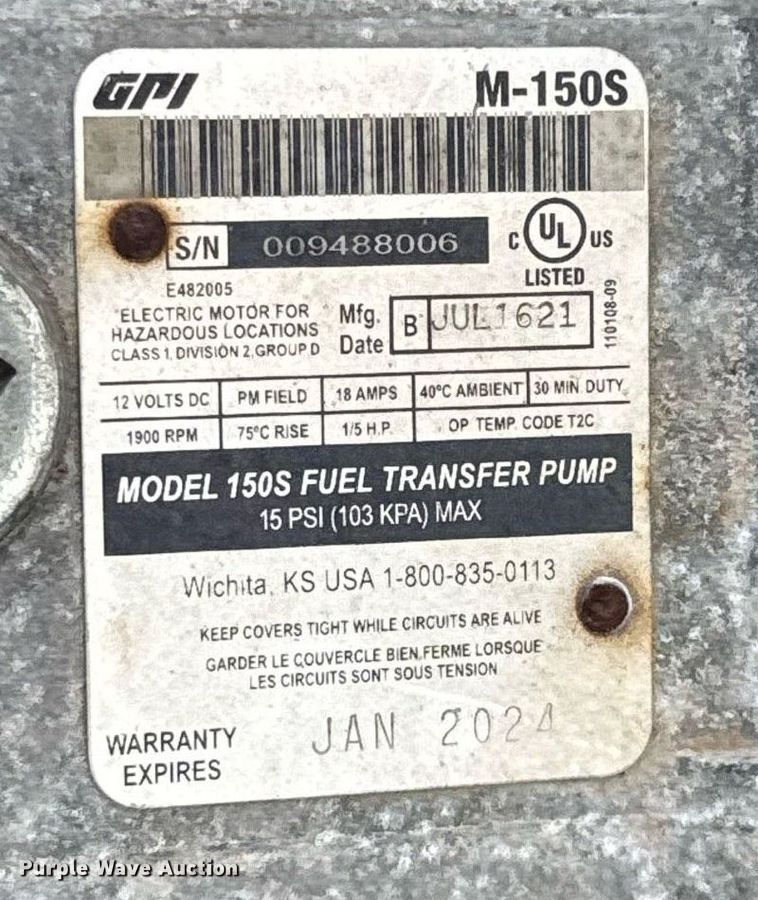 GPI M-150S
S/N 009488006
C UL US
LISTED
E482005
ELECTRIC MOTOR FOR
HAZARDOUS LOCATIONS
CLASS 1, DIVISION 2, GROUP D
Mfg. Date B JUL1621
110108-09
12 VOLTS DC PM FIELD 18 AMPS 40°C AMBIENT 30 MIN. DUTY
1900 RPM 75°C RISE 1/5 H.P. OP TEMP. CODE T2C
MODEL 150S FUEL TRANSFER PUMP
15 PSI (103 KPA) MAX
Wichita, KS USA 1-800-835-0113
KEEP COVERS TIGHT WHILE CIRCUITS ARE ALIVE
GARDER LE COUVERCLE BIEN FERME LORSQUE
LES CIRCUITS SONT SOUS TENSION
WARRANTY
EXPIRES
JAN 2024
Purple Wave Auction